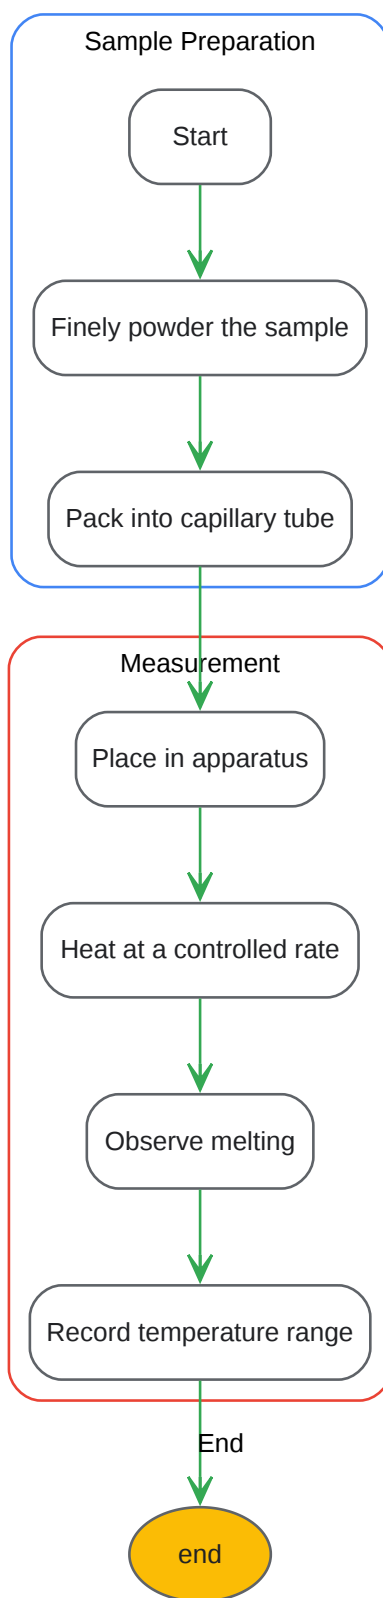 Sample Preparation
Start
Finely powder the sample
Pack into capillary tube
Measurement
Place in apparatus
Heat at a controlled rate
Observe melting
Record temperature range
End
end